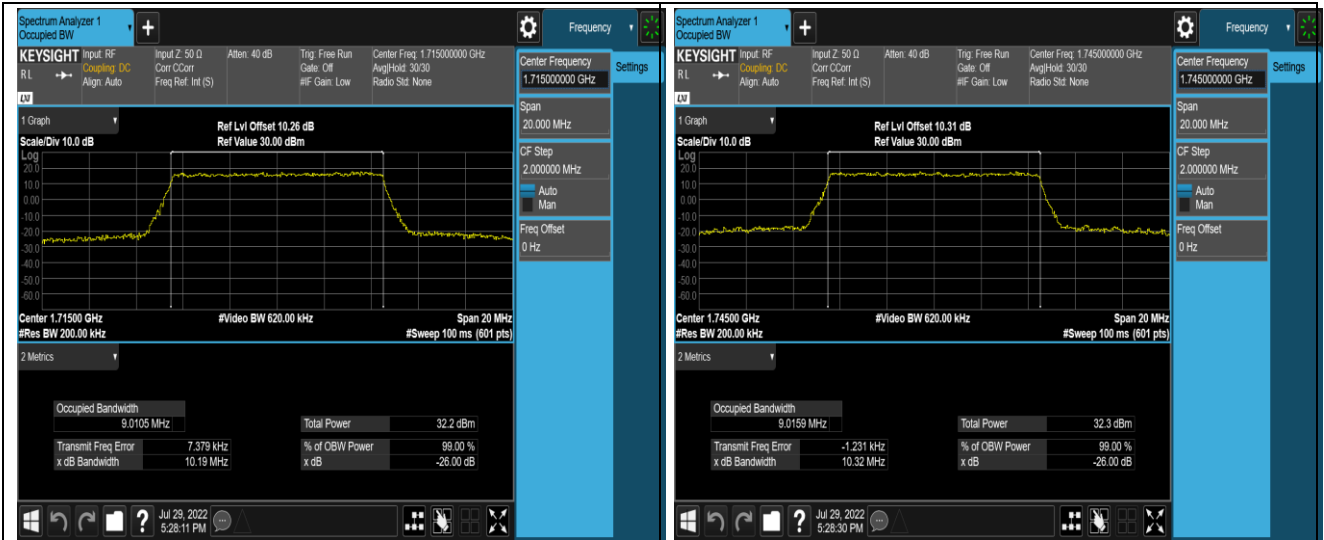 Spectrum Analyzer 1
Occupied BW
+
Frequency
KEYSIGHT
Input: RF
Coupling: DC
Align: Auto
Input Z: 50 Ω
Corr CCorr
Freq Ref: Int (S)
Atten: 40 dB
Trig: Free Run
Gate: Off
#IF Gain: Low
Center Freq: 1.715000000 GHz
Avg|Hold: 30/30
Radio Std: None
RL
LXI
Center Frequency
1.715000000 GHz
Settings
Span
20.000 MHz
CF Step
2.000000 MHz
Auto
Man
Freq Offset
0 Hz
1 Graph
Scale/Div 10.0 dB
Ref Lvl Offset 10.26 dB
Ref Value 30.00 dBm
Log
20.0
10.0
0.00
-10.0
-20.0
-30.0
-40.0
-50.0
-60.0
Center 1.71500 GHz
#Video BW 620.00 kHz
Span 20 MHz
#Res BW 200.00 kHz
#Sweep 100 ms (601 pts)
2 Metrics
Occupied Bandwidth
9.0105 MHz
Total Power 32.2 dBm
Transmit Freq Error 7.379 kHz
% of OBW Power 99.00 %
x dB Bandwidth 10.19 MHz
x dB -26.00 dB
?
Jul 29, 2022
5:28:11 PM
Spectrum Analyzer 1
Occupied BW
+
Frequency
KEYSIGHT
Input: RF
Coupling: DC
Align: Auto
Input Z: 50 Ω
Corr CCorr
Freq Ref: Int (S)
Atten: 40 dB
Trig: Free Run
Gate: Off
#IF Gain: Low
Center Freq: 1.745000000 GHz
Avg|Hold: 30/30
Radio Std: None
RL
LXI
Center Frequency
1.745000000 GHz
Settings
Span
20.000 MHz
CF Step
2.000000 MHz
Auto
Man
Freq Offset
0 Hz
1 Graph
Scale/Div 10.0 dB
Ref Lvl Offset 10.31 dB
Ref Value 30.00 dBm
Log
20.0
10.0
0.00
-10.0
-20.0
-30.0
-40.0
-50.0
-60.0
Center 1.74500 GHz
#Video BW 620.00 kHz
Span 20 MHz
#Res BW 200.00 kHz
#Sweep 100 ms (601 pts)
2 Metrics
Occupied Bandwidth
9.0159 MHz
Total Power 32.3 dBm
Transmit Freq Error -1.231 kHz
% of OBW Power 99.00 %
x dB Bandwidth 10.32 MHz
x dB -26.00 dB
?
Jul 29, 2022
5:28:30 PM